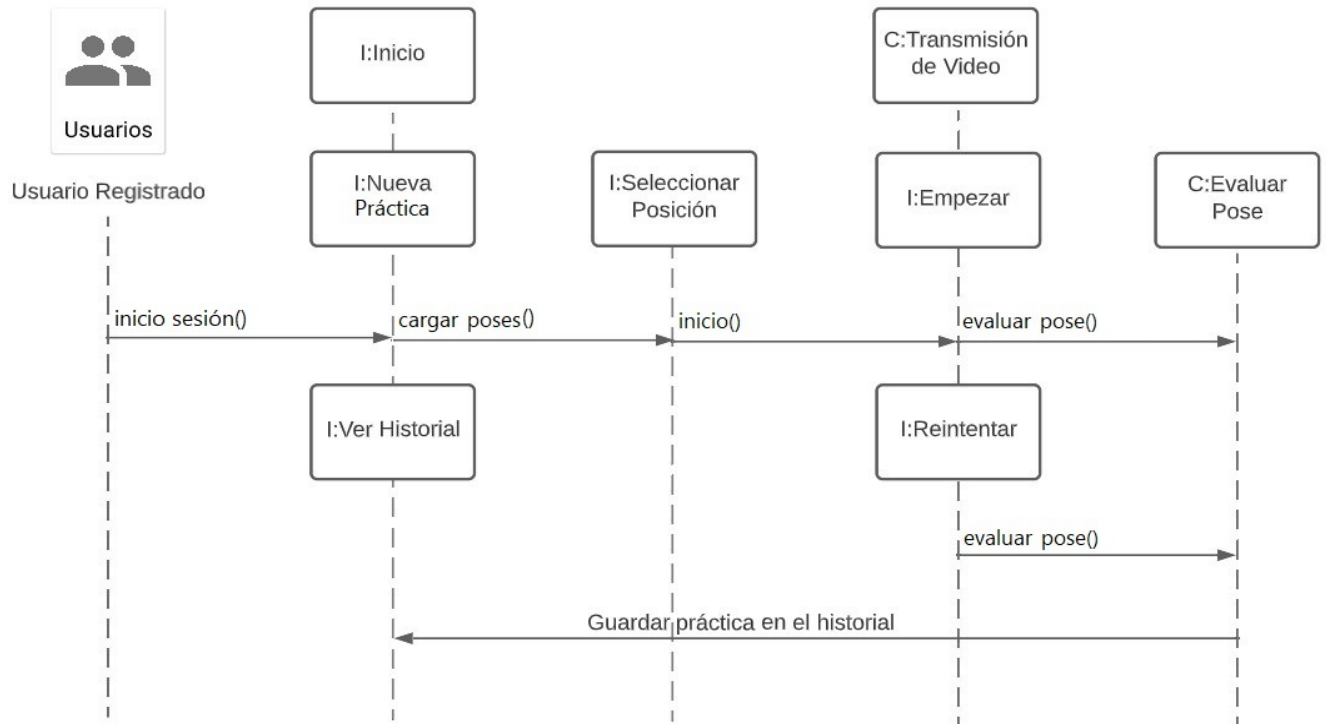 Usuarios
Usuario Registrado
I:Inicio
C:Transmisión
de Video
I:Nueva
Práctica
I:Seleccionar
Posición
I:Empezar
C:Evaluar
Pose
inicio sesión()
cargar poses()
inicio()
evaluar pose()
I:Ver Historial
I:Reintentar
evaluar pose()
Guardar práctica en el historial